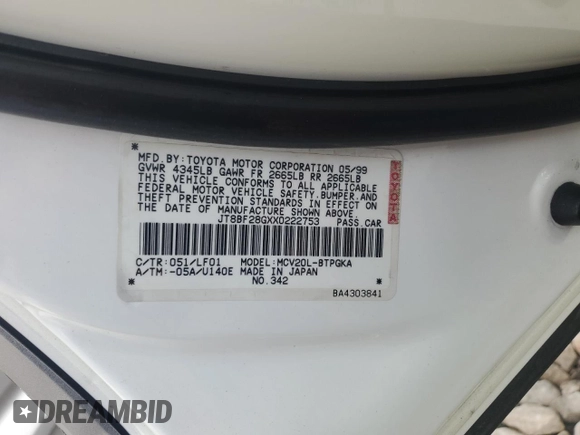 MFD.BY:TOYOTA MOTOR CORPORATION 05/99
GVWR 4345LB GAWR FR 2665LB RR 2665LB
THIS VEHICLE CONFORMS TO ALL APPLICABLE
FEDERAL MOTOR VEHICLE SAFETY,BUMPER,AND
THEFT PREVENTION STANDARDS IN EFFECT ON
THE DATE OF MANUFACTURE SHOWN ABOVE.
JT8BF28GXX0222753 PASS.CAR
TOYOTA
C/TR:051/LF01 MODEL:MCV20L-BTPGKA
A/TM:-05A/U140E MADE IN JAPAN
NO.342
BA4303841
DREAMBID